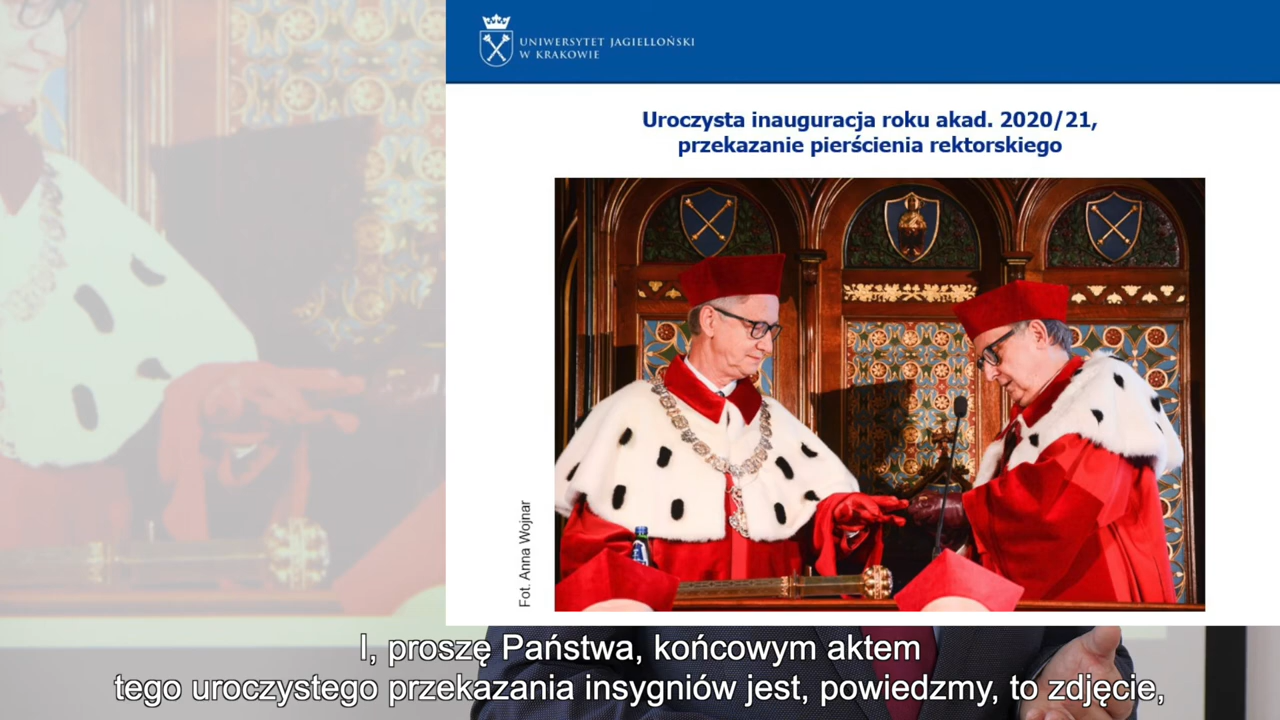 UNIWERSYTET JAGIELLOŃSKI
W KRAKOWIE
Uroczysta inauguracja roku akad. 2020/21,
przekazanie pierścienia rektorskiego
Fot. Anna Wojnar
I, proszę Państwa, końcowym aktem
tego uroczystego przekazania insygniów jest, powiedzmy, to zdjęcie,